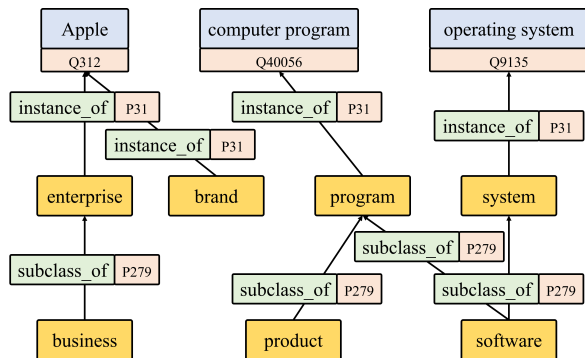 Apple
computer program
operating system
Q312
Q40056
Q9135
instance_of P31
instance_of P31
instance_of P31
instance_of P31
enterprise
brand
program
system
subclass_of P279
subclass_of P279
subclass_of P279
subclass_of P279
business
product
software